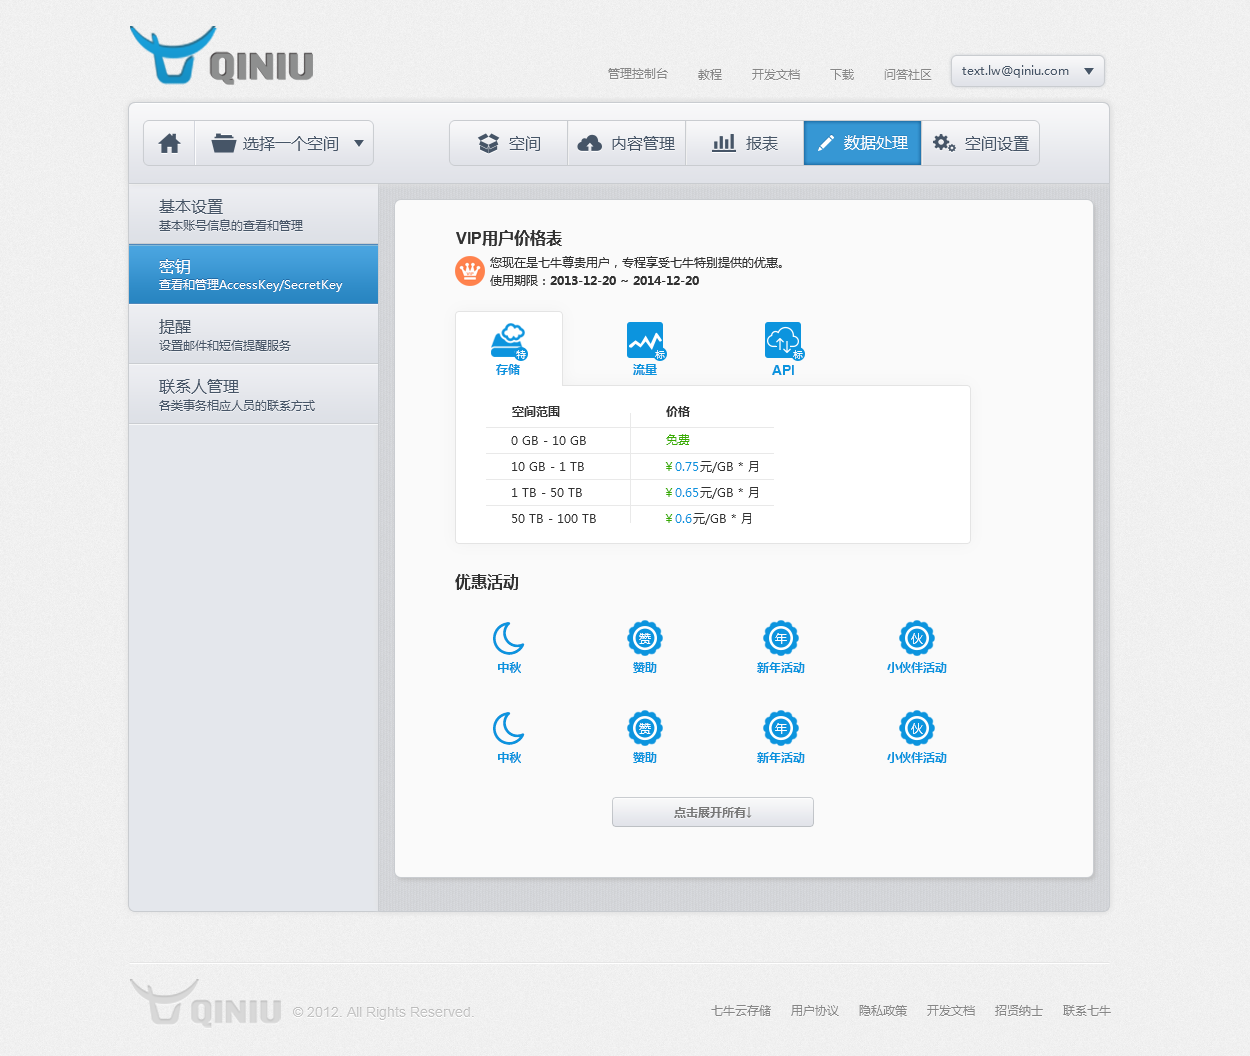 QINIU
管理控制台 教程 开发文档 下载 问答社区 text.lw@qiniu.com
选择一个空间 空间 内容管理 报表 数据处理 空间设置
基本设置
基本账号信息的查看和管理
密钥
查看和管理AccessKey/SecretKey
提醒
设置邮件和短信提醒服务
联系人管理
各类事务相应人员的联系方式
VIP用户价格表
您现在是七牛尊贵用户，专程享受七牛特别提供的优惠。
使用期限：2013-12-20 ~ 2014-12-20
特 标 标
存储 流量 API
空间范围 价格
0 GB - 10 GB 免费
10 GB - 1 TB ¥ 0.75元/GB * 月
1 TB - 50 TB ¥ 0.65元/GB * 月
50 TB - 100 TB ¥ 0.6元/GB * 月
优惠活动
赞 年 伙
中秋 赞助 新年活动 小伙伴活动
赞 年 伙
中秋 赞助 新年活动 小伙伴活动
点击展开所有↓
QINIU © 2012. All Rights Reserved. 七牛云存储 用户协议 隐私政策 开发文档 招贤纳士 联系七牛